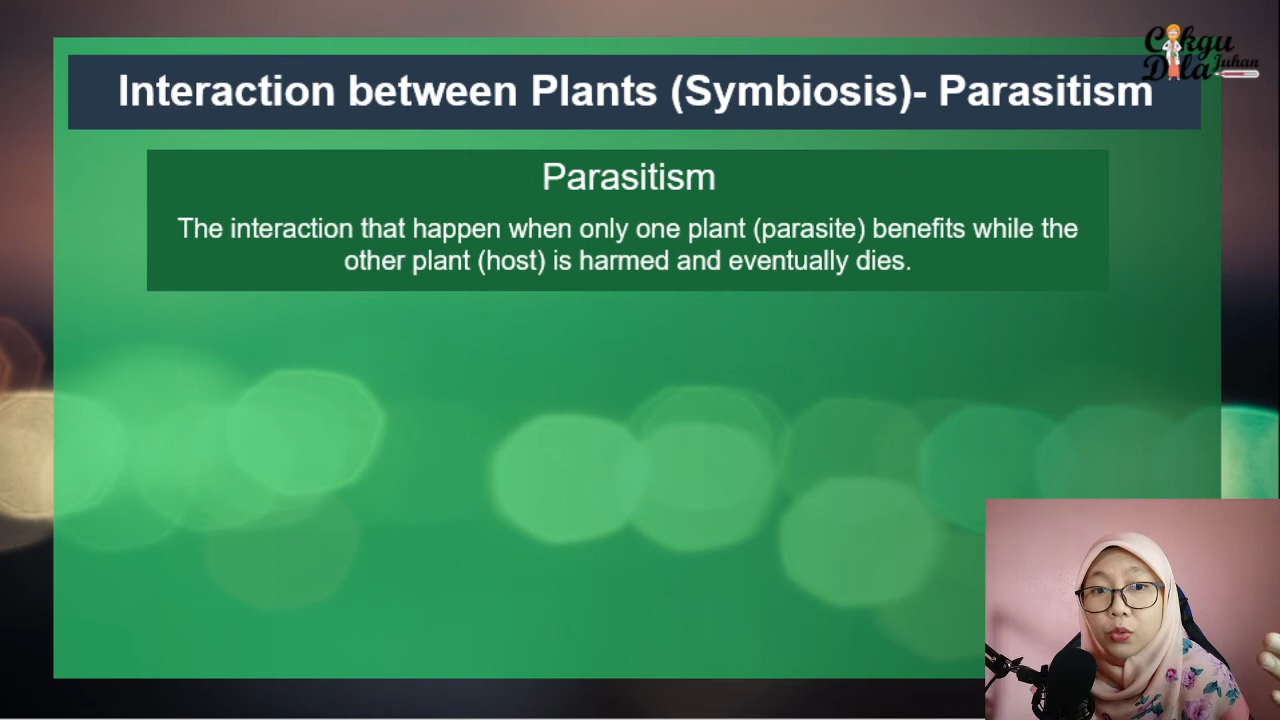 Cikgu
Dila Juhan
Interaction between Plants (Symbiosis)- Parasitism
Parasitism
The interaction that happen when only one plant (parasite) benefits while the
other plant (host) is harmed and eventually dies.